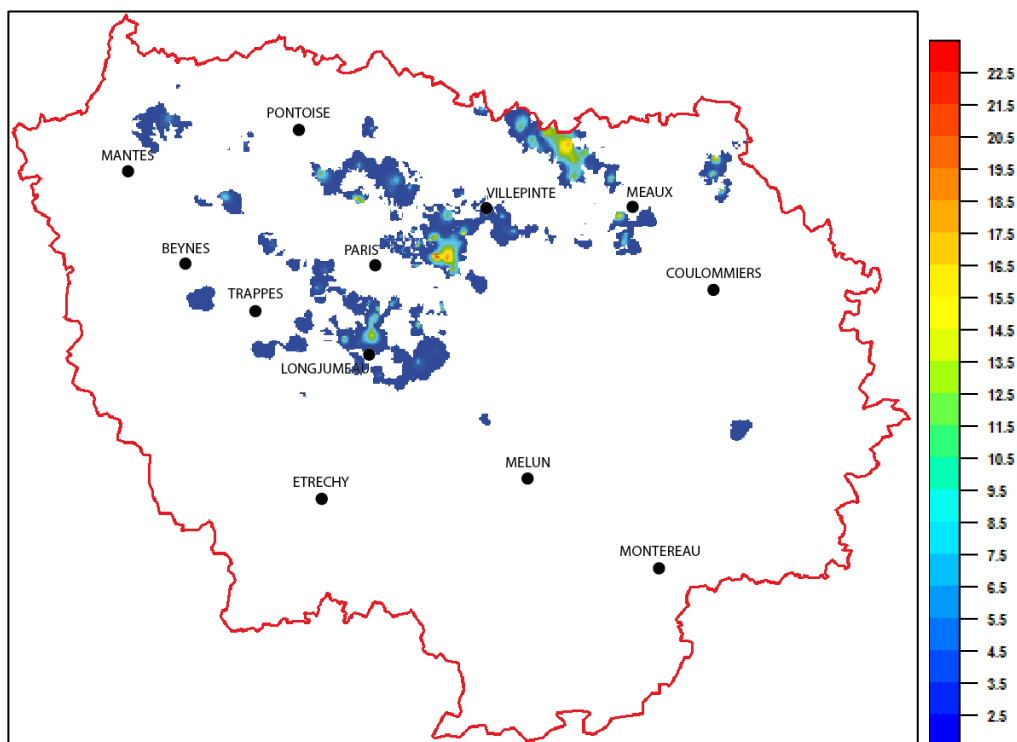 PONTOISE
MANTES
VILLEPINTE
MEAUX
BEYNES
PARIS
COULOMMIERS
TRAPPES
LONGJUMEAU
MELUN
ETRECHY
MONTEREAU
22.5
21.5
20.5
19.5
18.5
17.5
16.5
15.5
14.5
13.5
12.5
11.5
10.5
9.5
8.5
7.5
6.5
5.5
4.5
3.5
2.5